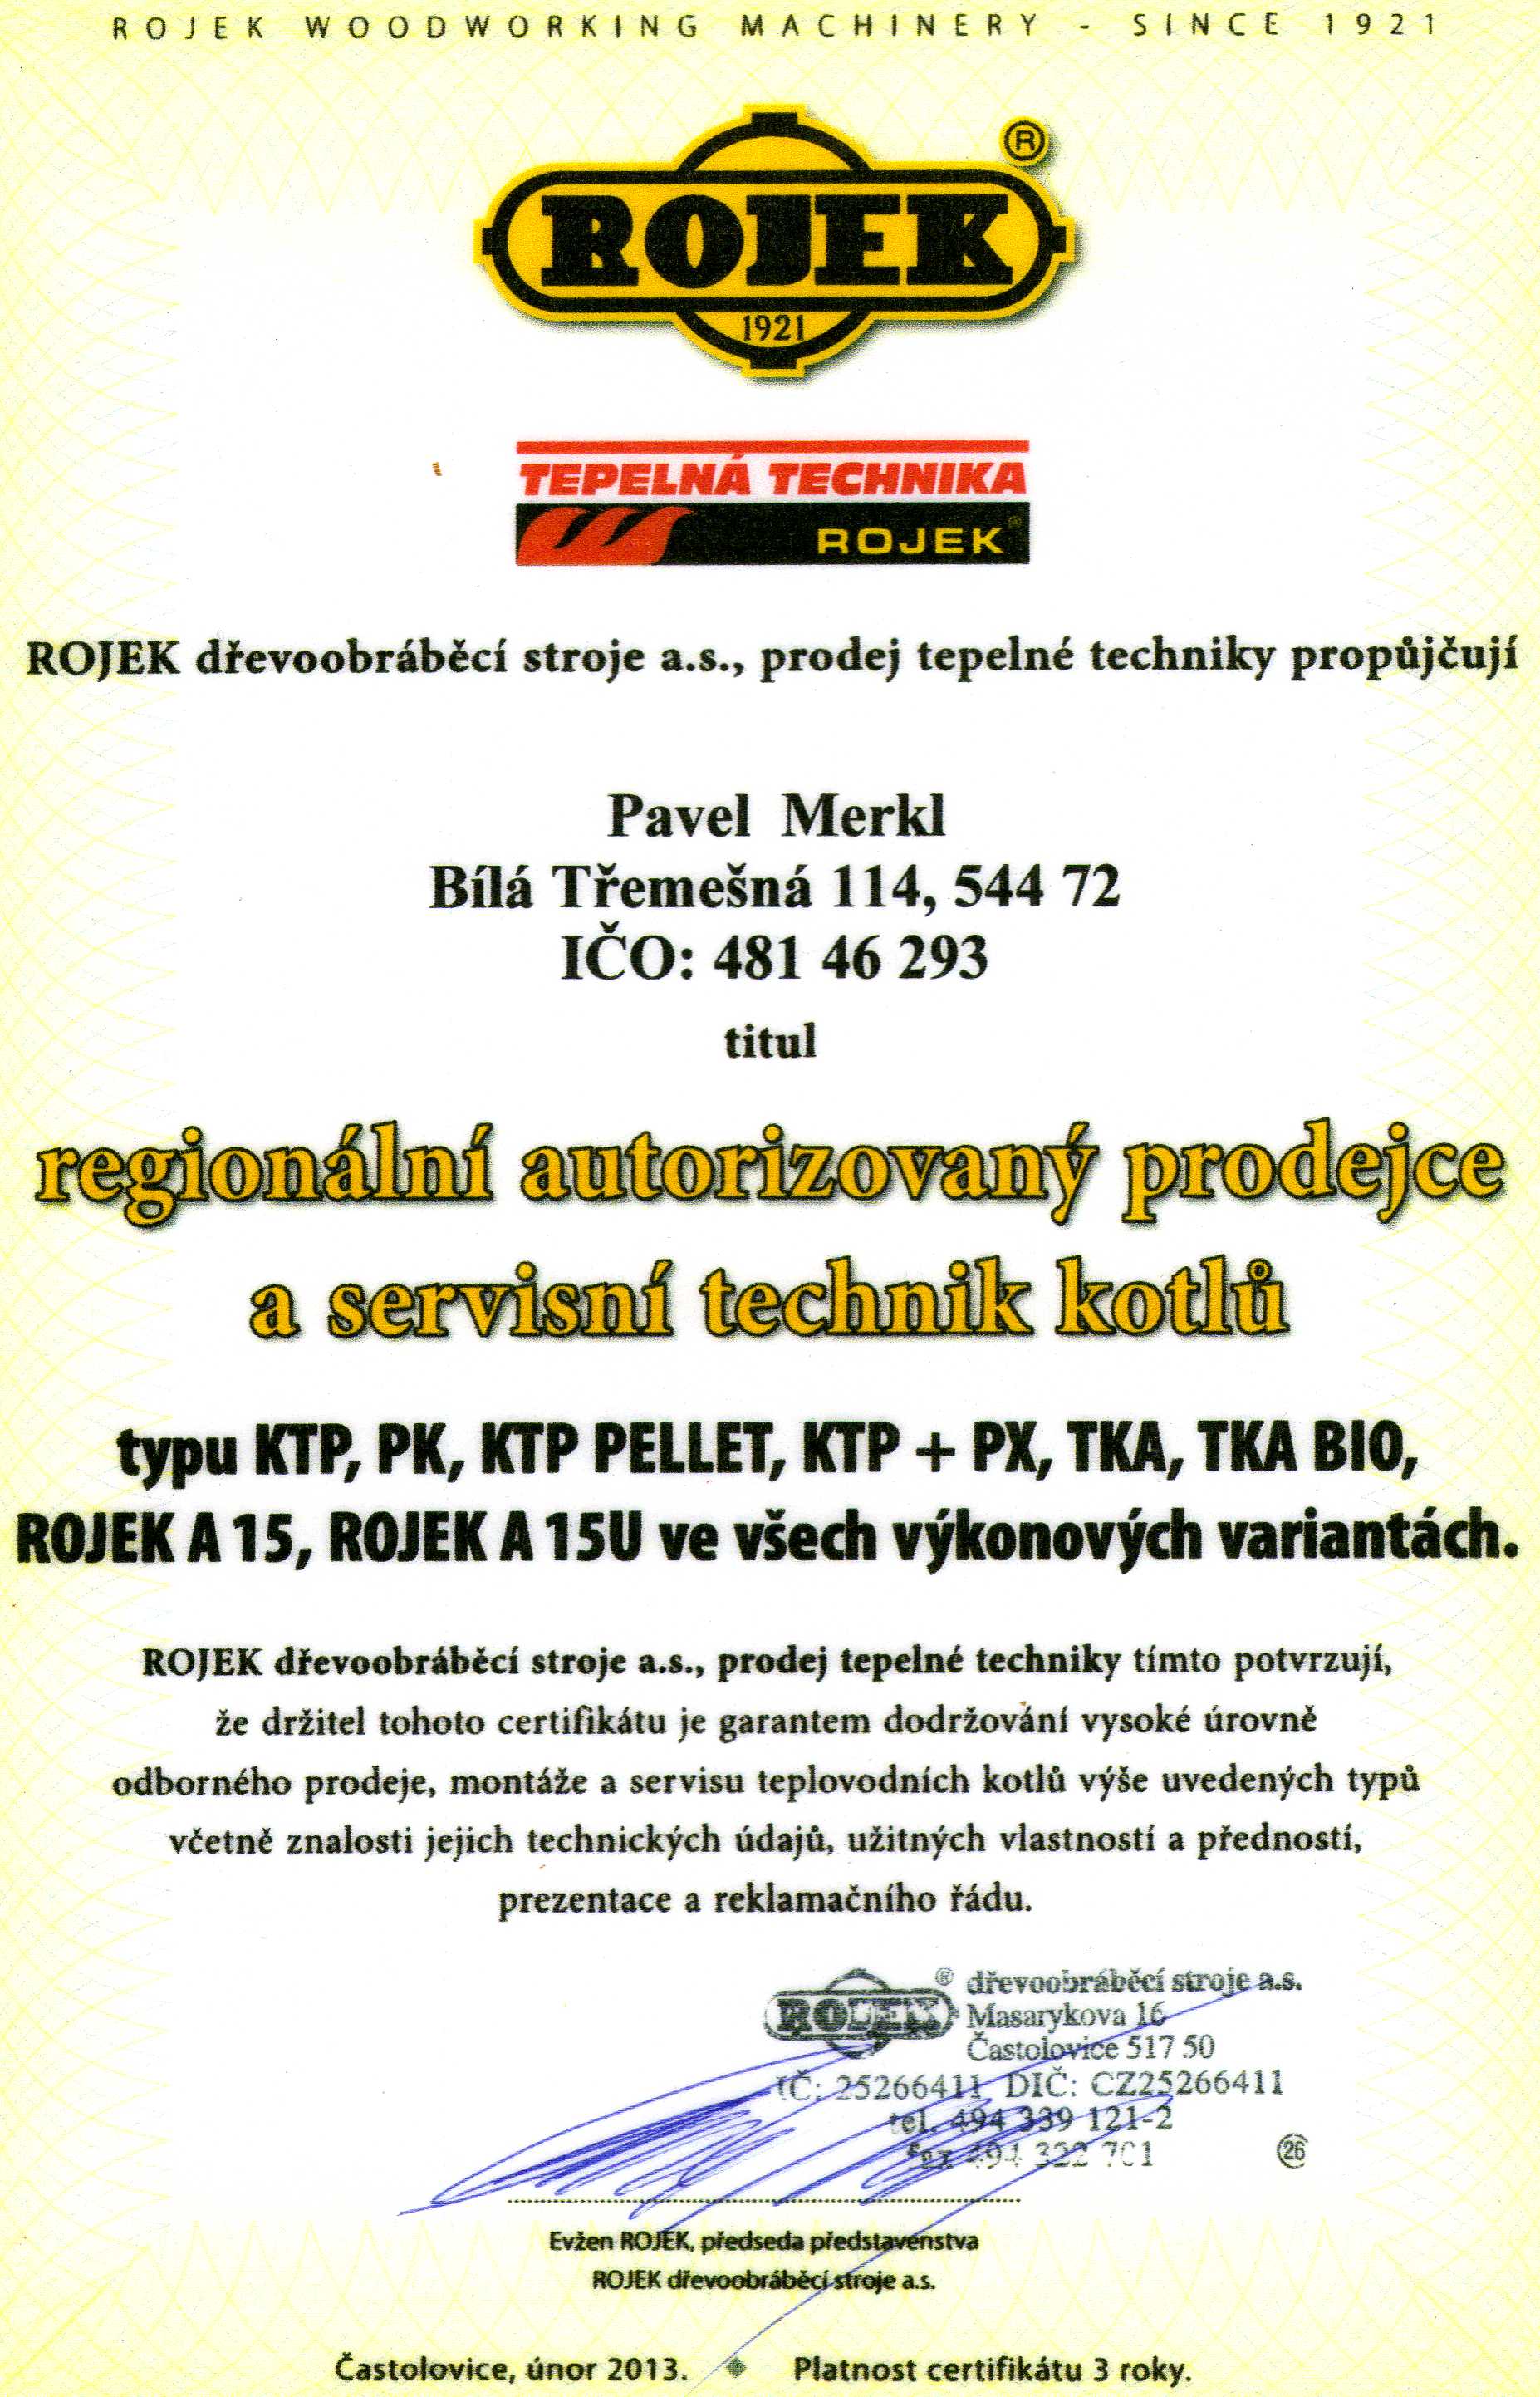 ROJEK WOODWORKING MACHINERY - SINCE 1921
®
ROJEK
1921
TEPELNÁ TECHNIKA
ROJEK®
ROJEK dřevoobráběcí stroje a.s., prodej tepelné techniky propůjčují
Pavel Merkl
Bílá Třemešná 114, 544 72
IČO: 481 46 293
titul
regionální autorizovaný prodejce
a servisní technik kotlů
typu KTP, PK, KTP PELLET, KTP + PX, TKA, TKA BIO,
ROJEK A 15, ROJEK A 15U ve všech výkonových variantách.
ROJEK dřevoobráběcí stroje a.s., prodej tepelné techniky tímto potvrzují,
že držitel tohoto certifikátu je garantem dodržování vysoké úrovně
odborného prodeje, montáže a servisu teplovodních kotlů výše uvedených typů
včetně znalosti jejich technických údajů, užitných vlastností a předností,
prezentace a reklamačního řádu.
ROJEK ® dřevoobráběcí stroje a.s.
Masarykova 16
Častolovice 517 50
IČ: 25266411 DIČ: CZ25266411
tel. 494 339 121-2
fax 494 322 701
26
Evžen ROJEK, předseda představenstva
ROJEK dřevoobráběcí stroje a.s.
Častolovice, únor 2013. ◆ Platnost certifikátu 3 roky.